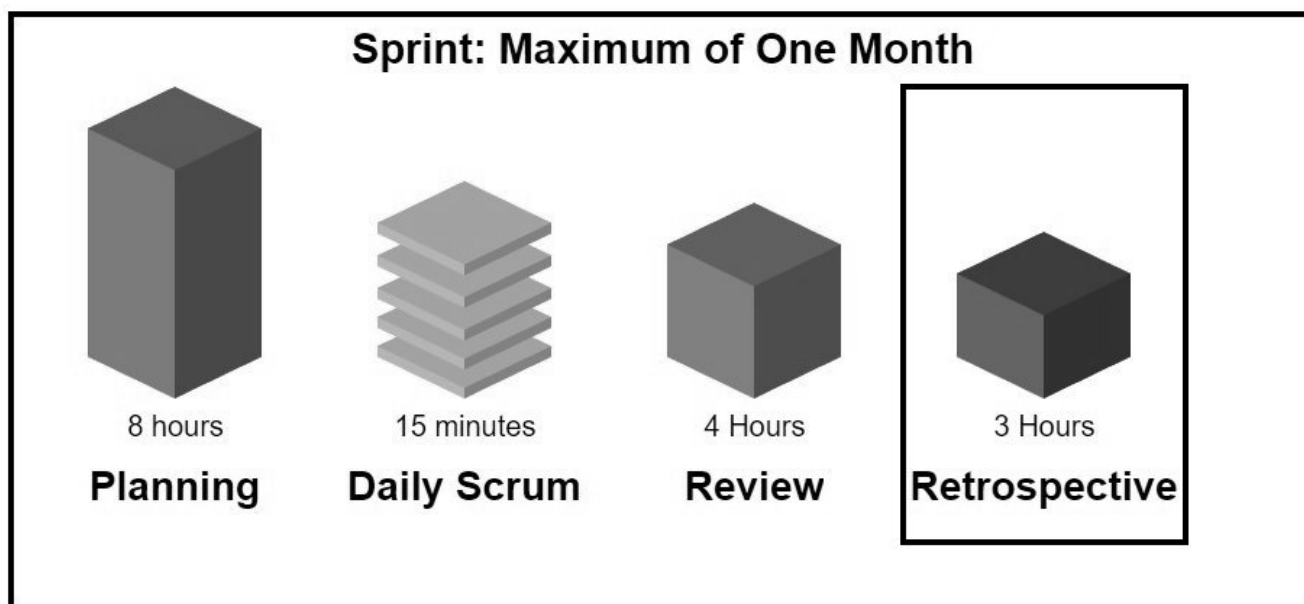 Sprint: Maximum of One Month
8 hours
15 minutes
4 Hours
3 Hours
Planning
Daily Scrum
Review
Retrospective